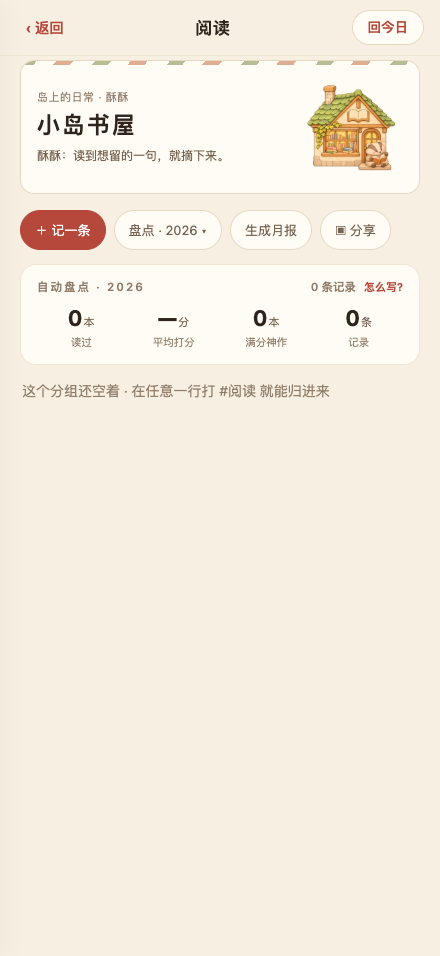 ‹ 返回
阅读
回今日
岛上的日常 · 酥酥
小岛书屋
酥酥：读到想留的一句，就摘下来。
+ 记一条
盘点 · 2026 ▾
生成月报
▣ 分享
自动盘点 · 2026
0 条记录 怎么写?
0本
一分
0本
0条
读过
平均打分
满分神作
记录
这个分组还空着 · 在任意一行打 #阅读 就能归进来